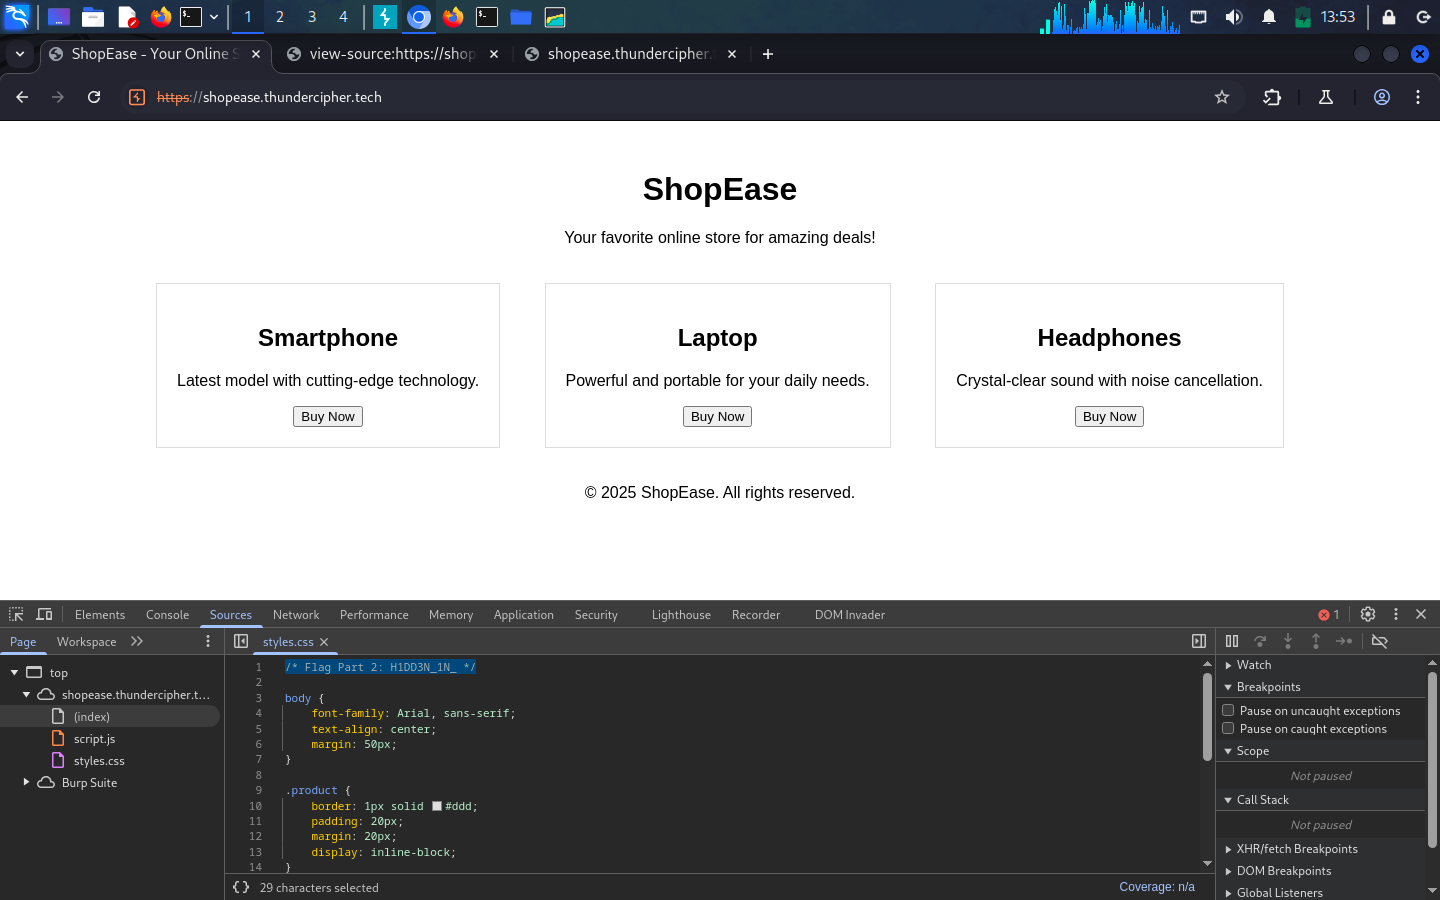 1 2 3 4 13:53
ShopEase - Your Online S
view-source:https://shop
shopease.thundercipher.
https://shopease.thundercipher.tech
ShopEase
Your favorite online store for amazing deals!
Smartphone
Latest model with cutting-edge technology.
Buy Now
Laptop
Powerful and portable for your daily needs.
Buy Now
Headphones
Crystal-clear sound with noise cancellation.
Buy Now
© 2025 ShopEase. All rights reserved.
Elements Console Sources Network Performance Memory Application Security Lighthouse Recorder DOM Invader 1
Page Workspace
top
shopease.thundercipher.t...
(index)
script.js
styles.css
Burp Suite
styles.css
1 /* Flag Part 2: H1DD3N_1N_ */
2
3 body {
4 font-family: Arial, sans-serif;
5 text-align: center;
6 margin: 50px;
7 }
8
9 .product {
10 border: 1px solid #ddd;
11 padding: 20px;
12 margin: 20px;
13 display: inline-block;
14 }
{} 29 characters selected
Coverage: n/a
Watch
Breakpoints
Pause on uncaught exceptions
Pause on caught exceptions
Scope
Not paused
Call Stack
Not paused
XHR/fetch Breakpoints
DOM Breakpoints
Global Listeners